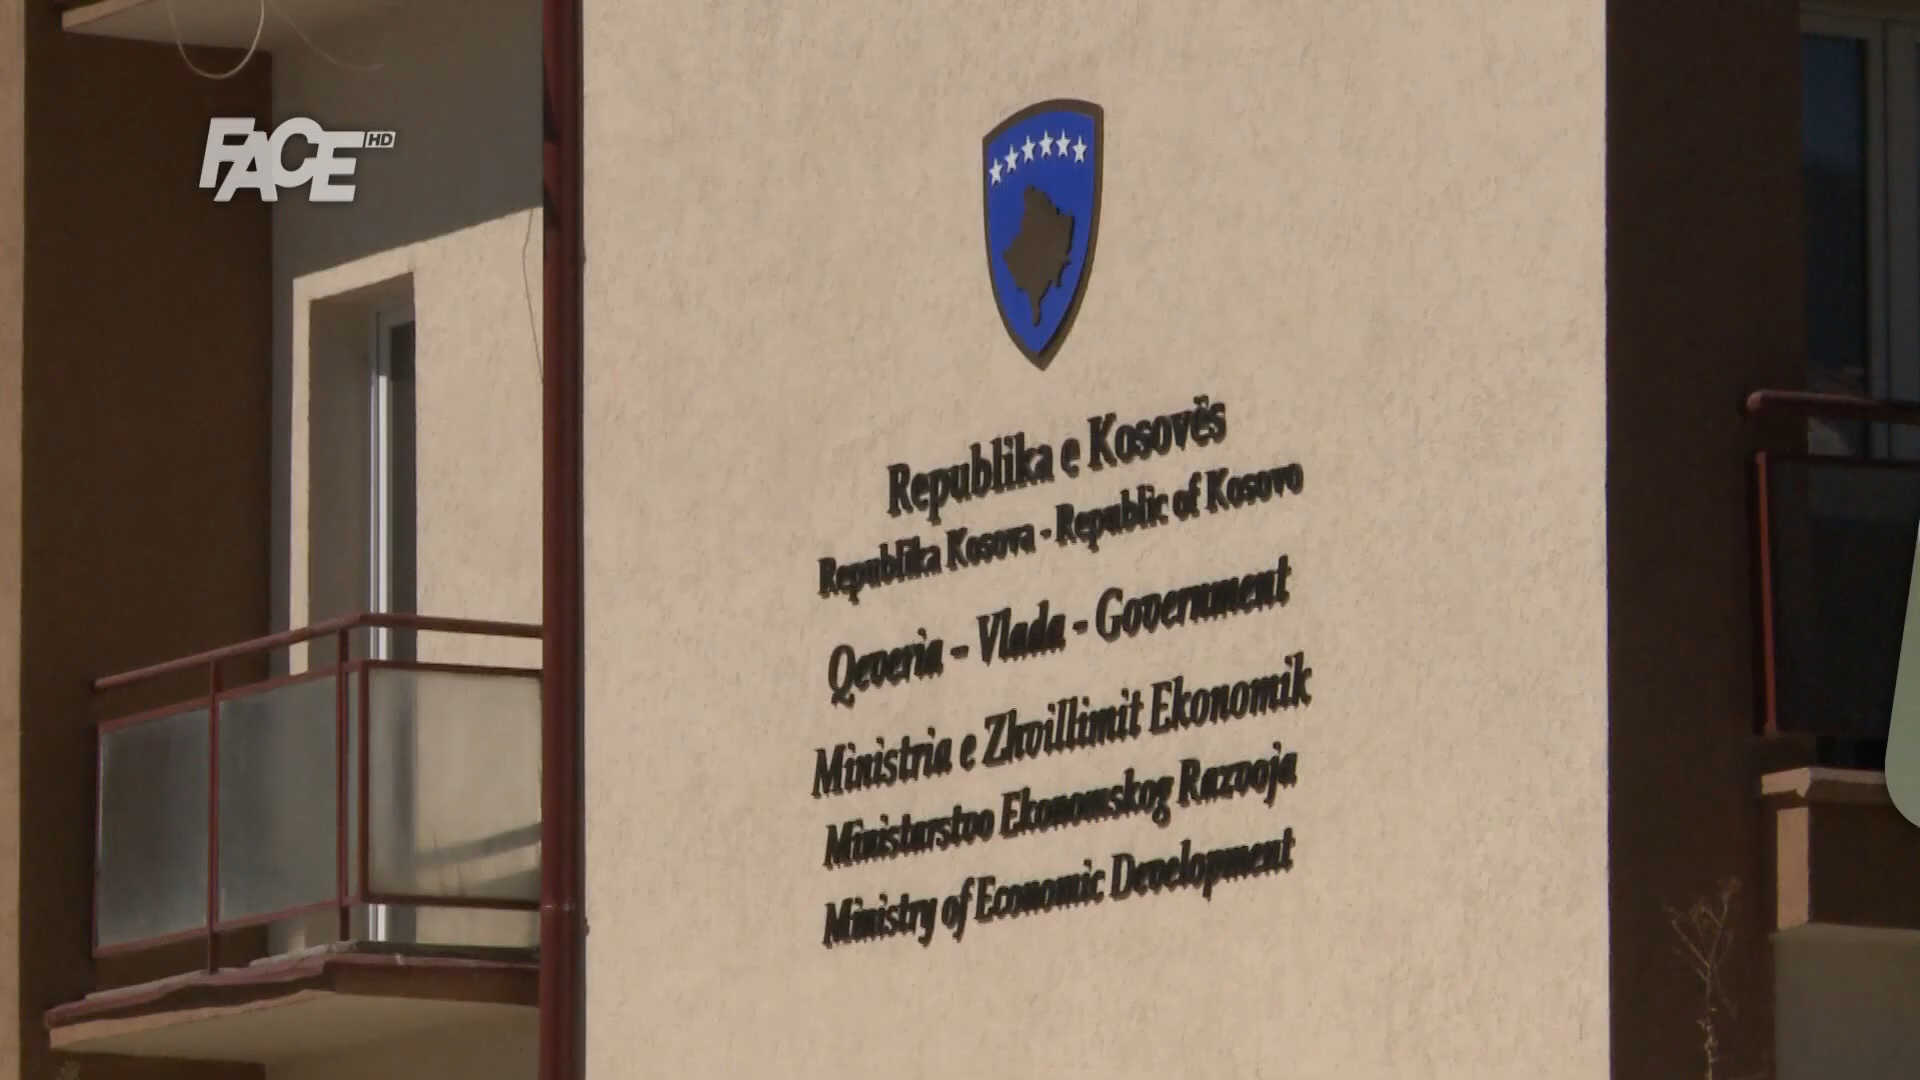 FACE HD
Republika e Kosovës
Republika Kosova - Republic of Kosovo
Qeveria – Vlada - Government
Ministria e Zhvillimit Ekonomik
Ministarstvo Ekonomskog Razvoja
Ministry of Economic Development